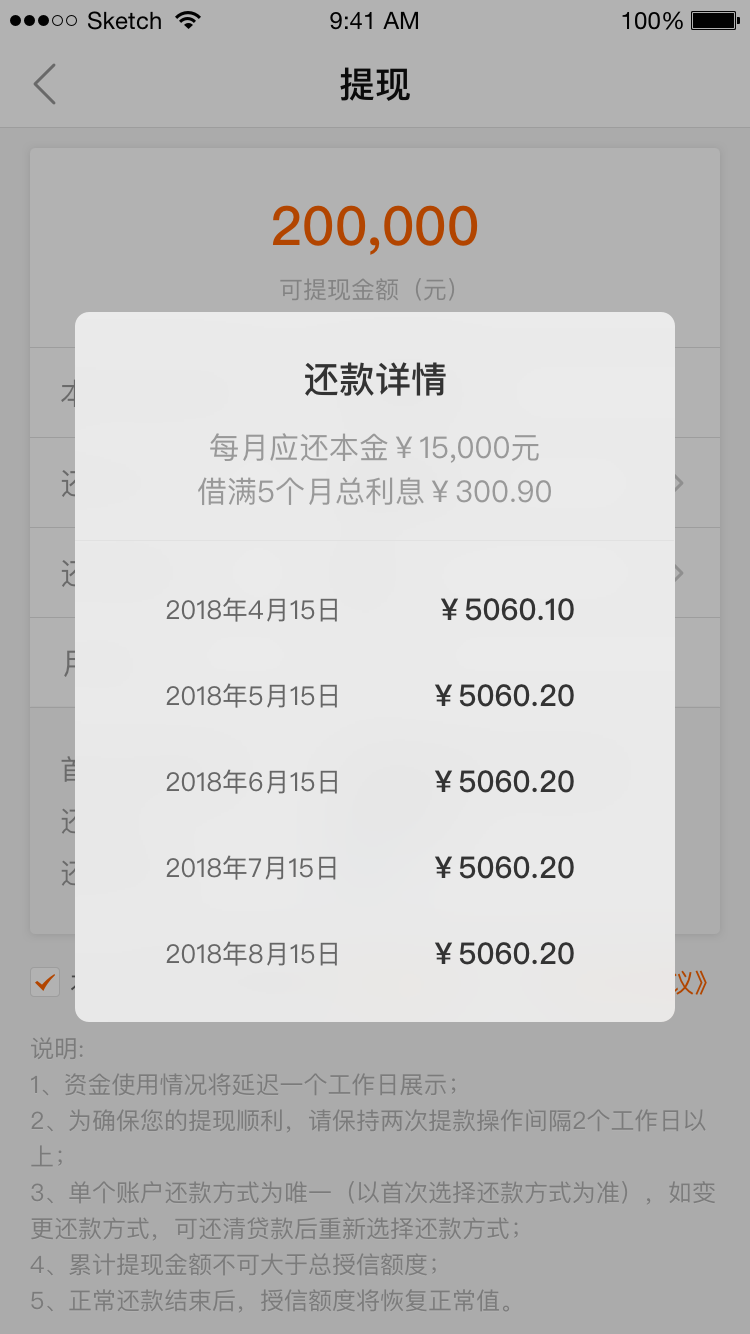 Sketch 9:41 AM 100%
提现
200,000
可提现金额（元）
还款详情
每月应还本金￥15,000元
借满5个月总利息￥300.90
2018年4月15日 ￥5060.10
2018年5月15日 ￥5060.20
2018年6月15日 ￥5060.20
2018年7月15日 ￥5060.20
2018年8月15日 ￥5060.20
本
还
还
月
首
还
还
议》
说明:
1、资金使用情况将延迟一个工作日展示；
2、为确保您的提现顺利，请保持两次提款操作间隔2个工作日以
上；
3、单个账户还款方式为唯一（以首次选择还款方式为准），如变
更还款方式，可还清贷款后重新选择还款方式；
4、累计提现金额不可大于总授信额度；
5、正常还款结束后，授信额度将恢复正常值。